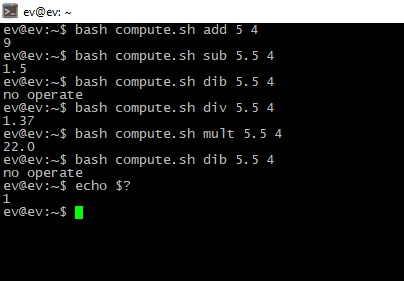 ev@ev: ~
ev@ev:~$ bash compute.sh add 5 4
9
ev@ev:~$ bash compute.sh sub 5.5 4
1.5
ev@ev:~$ bash compute.sh dib 5.5 4
no operate
ev@ev:~$ bash compute.sh div 5.5 4
1.37
ev@ev:~$ bash compute.sh mult 5.5 4
22.0
ev@ev:~$ bash compute.sh dib 5.5 4
no operate
ev@ev:~$ echo $?
1
ev@ev:~$